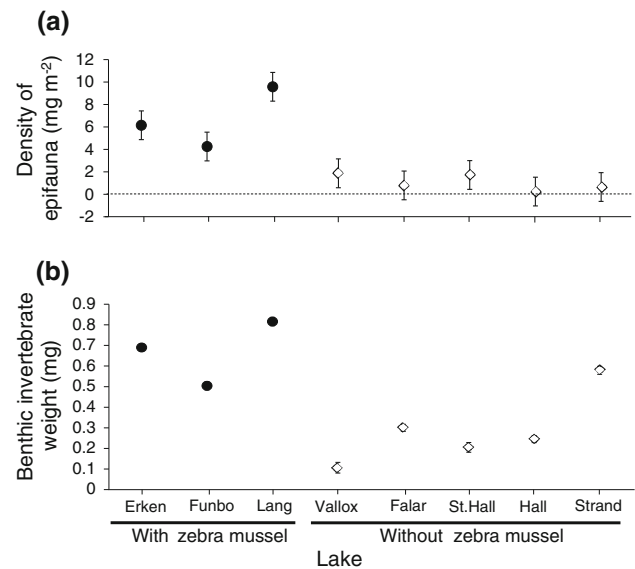 (a)
Density of
epifauna (mg m-2)
12
10
8
6
4
2
0
-2
(b)
Benthic invertebrate
weight (mg)
0.9
0.8
0.7
0.6
0.5
0.4
0.3
0.2
0.1
0
Erken Funbo Lang Vallox Falar St.Hall Hall Strand
With zebra mussel Without zebra mussel
Lake